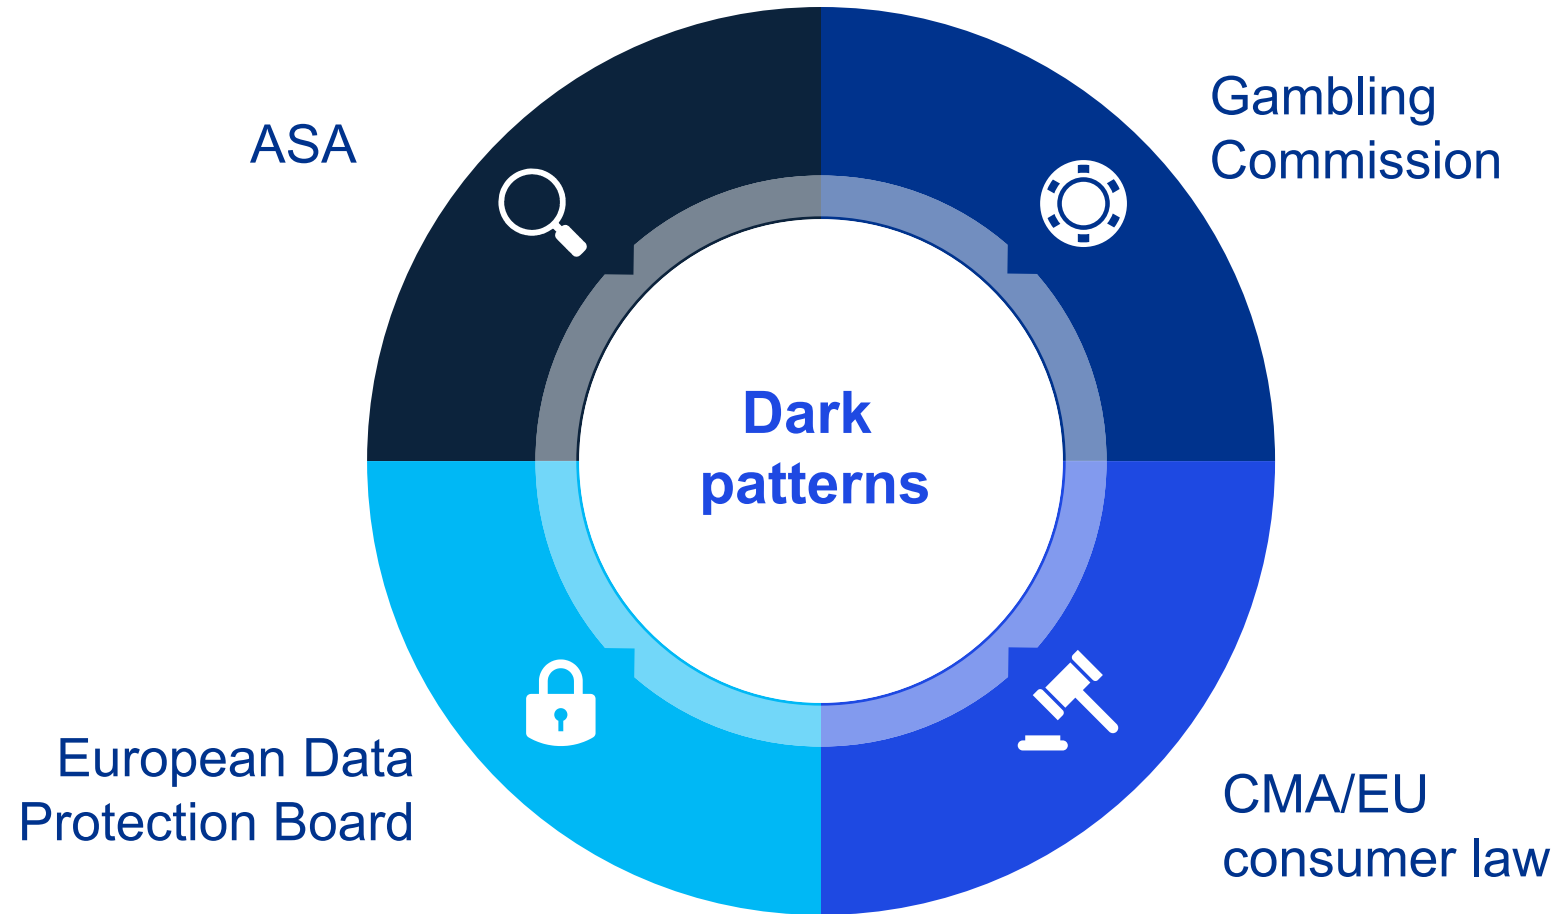 ASA
Gambling
Commission
Dark
patterns
European Data
Protection Board
CMA/EU
consumer law